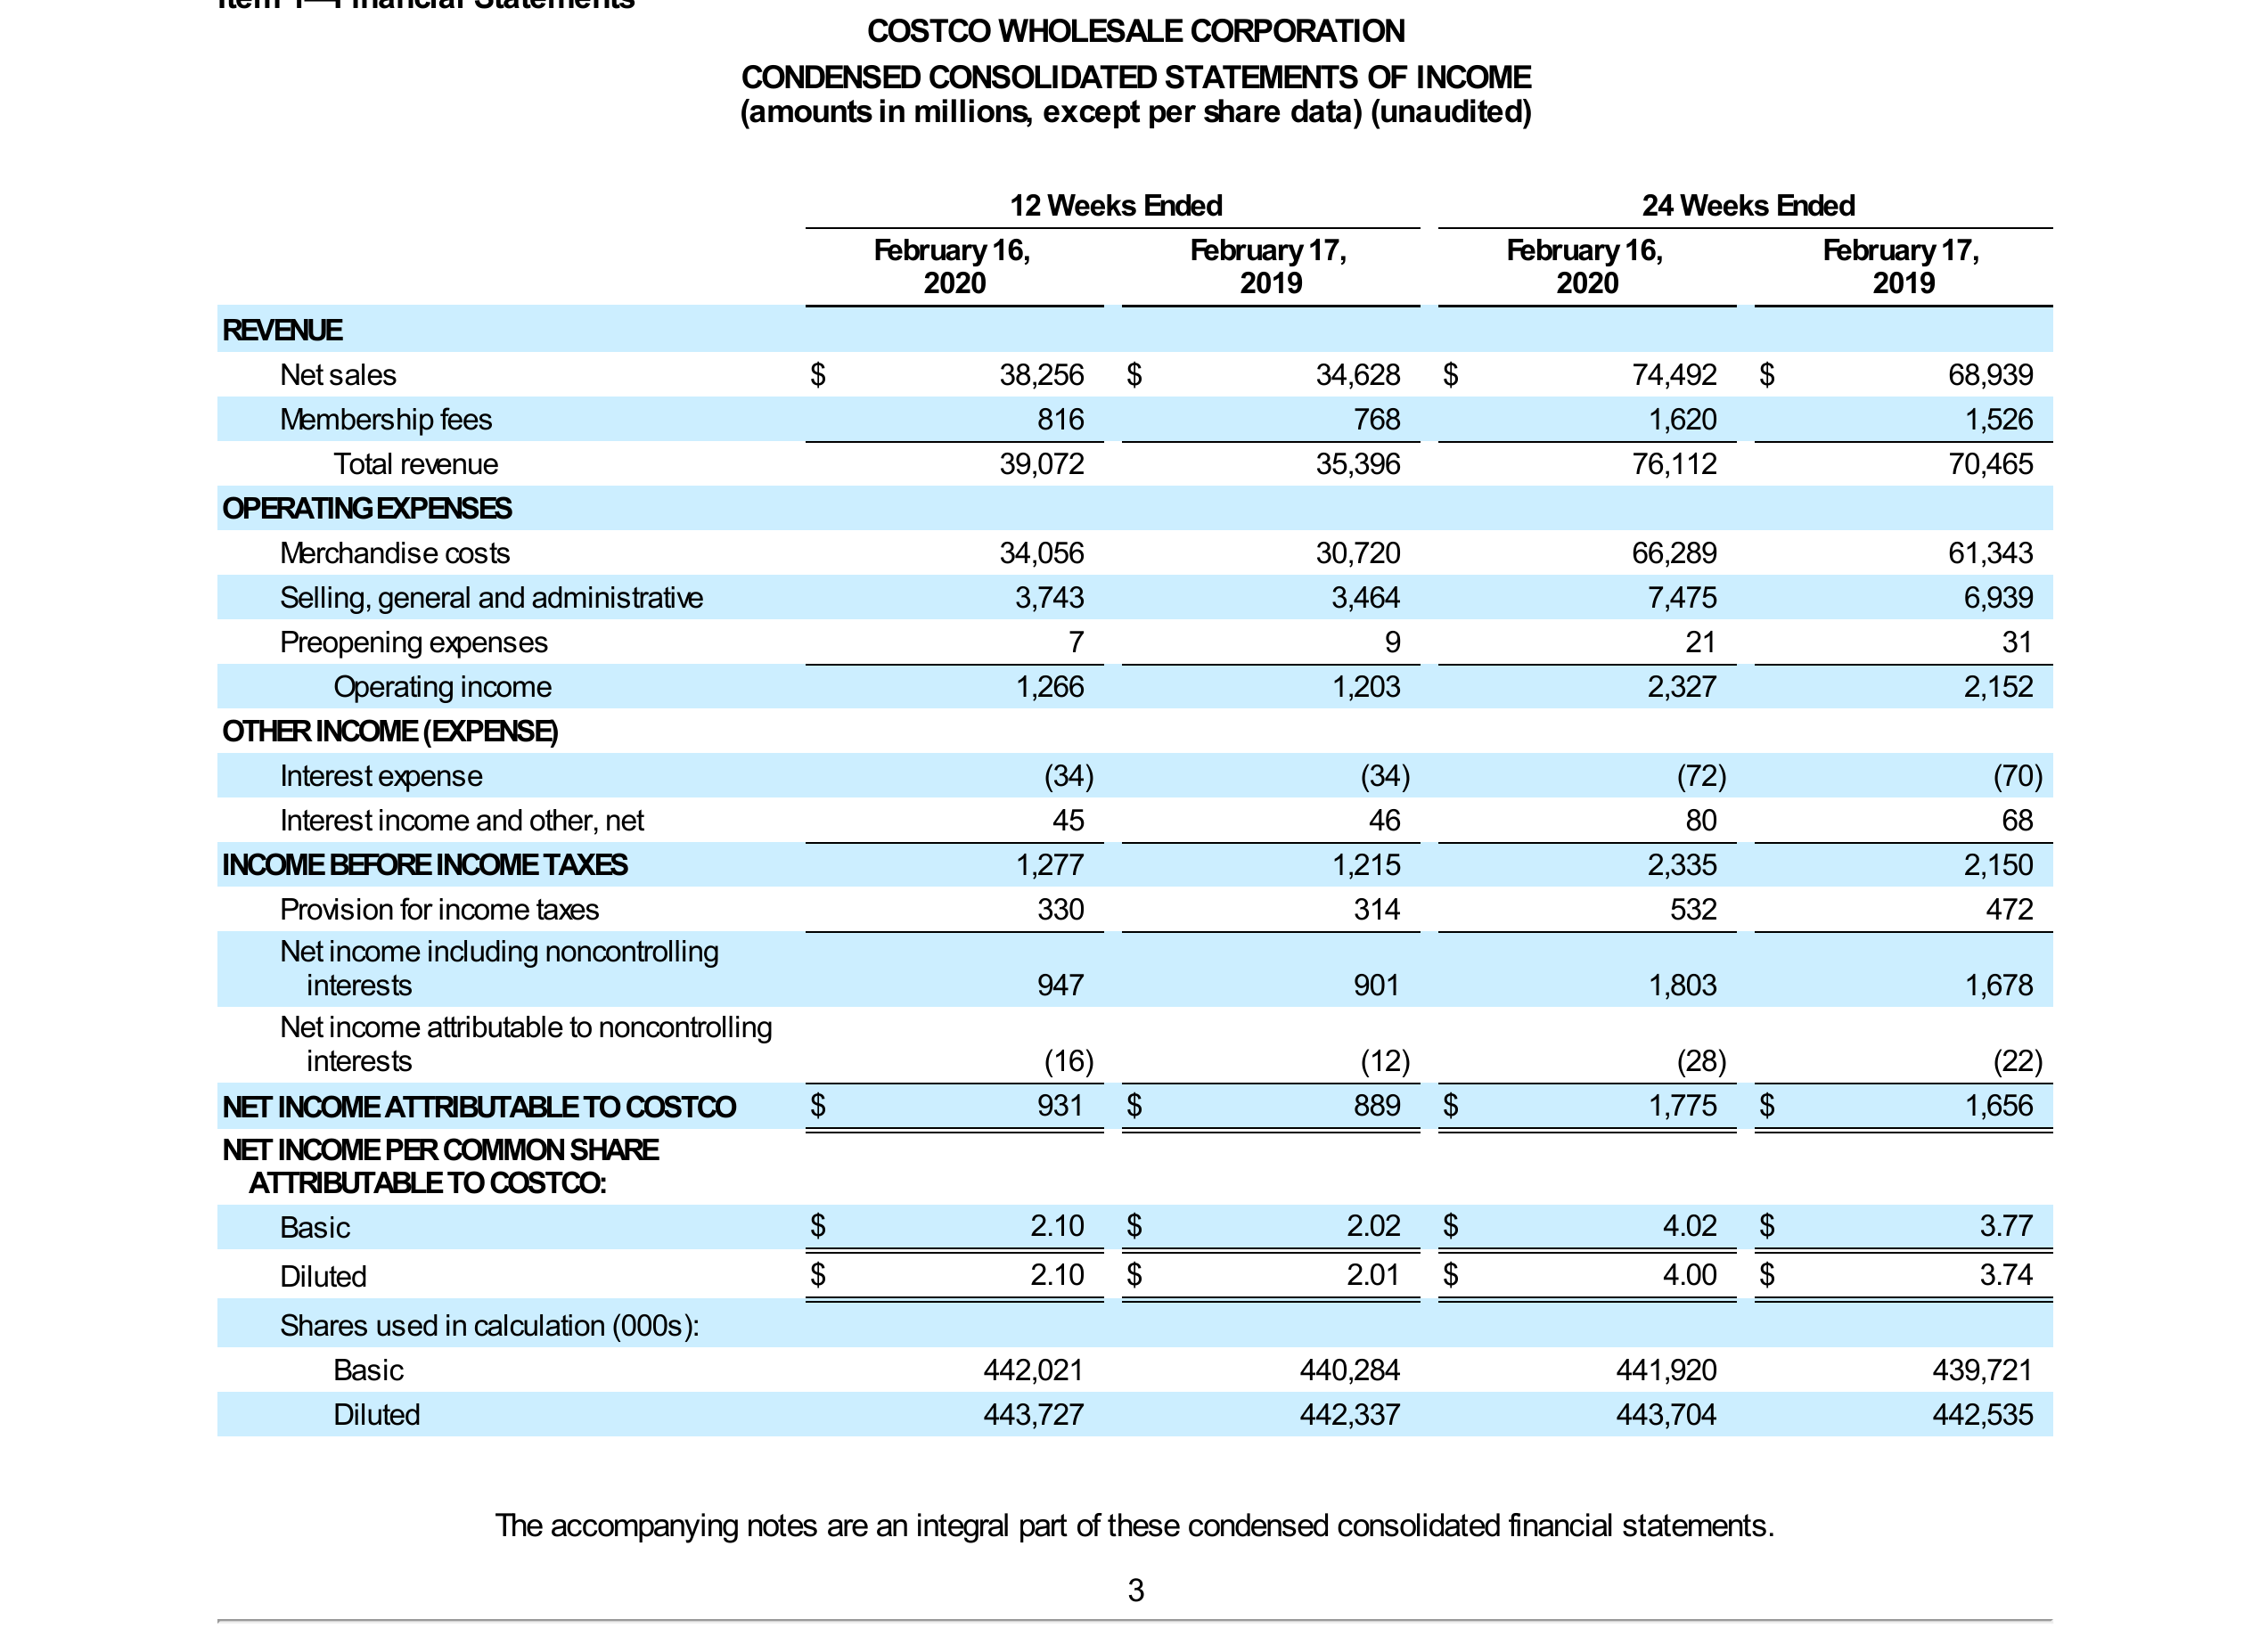 Item 1—Financial Statements
COSTCO WHOLESALE CORPORATION
CONDENSED CONSOLIDATED STATEMENTS OF INCOME
(amounts in millions, except per share data) (unaudited)
12 Weeks Ended 24 Weeks Ended
February 16, February 17, February 16, February 17,
2020 2019 2020 2019
REVENUE
Net sales $ 38,256 $ 34,628 $ 74,492 $ 68,939
Membership fees 816 768 1,620 1,526
Total revenue 39,072 35,396 76,112 70,465
OPERATING EXPENSES
Merchandise costs 34,056 30,720 66,289 61,343
Selling, general and administrative 3,743 3,464 7,475 6,939
Preopening expenses 7 9 21 31
Operating income 1,266 1,203 2,327 2,152
OTHER INCOME (EXPENSE)
Interest expense (34) (34) (72) (70)
Interest income and other, net 45 46 80 68
INCOME BEFORE INCOME TAXES 1,277 1,215 2,335 2,150
Provision for income taxes 330 314 532 472
Net income including noncontrolling
interests 947 901 1,803 1,678
Net income attributable to noncontrolling
interests (16) (12) (28) (22)
NET INCOME ATTRIBUTABLE TO COSTCO $ 931 $ 889 $ 1,775 $ 1,656
NET INCOME PER COMMON SHARE
ATTRIBUTABLE TO COSTCO:
Basic $ 2.10 $ 2.02 $ 4.02 $ 3.77
Diluted $ 2.10 $ 2.01 $ 4.00 $ 3.74
Shares used in calculation (000s):
Basic 442,021 440,284 441,920 439,721
Diluted 443,727 442,337 443,704 442,535
The accompanying notes are an integral part of these condensed consolidated financial statements.
3